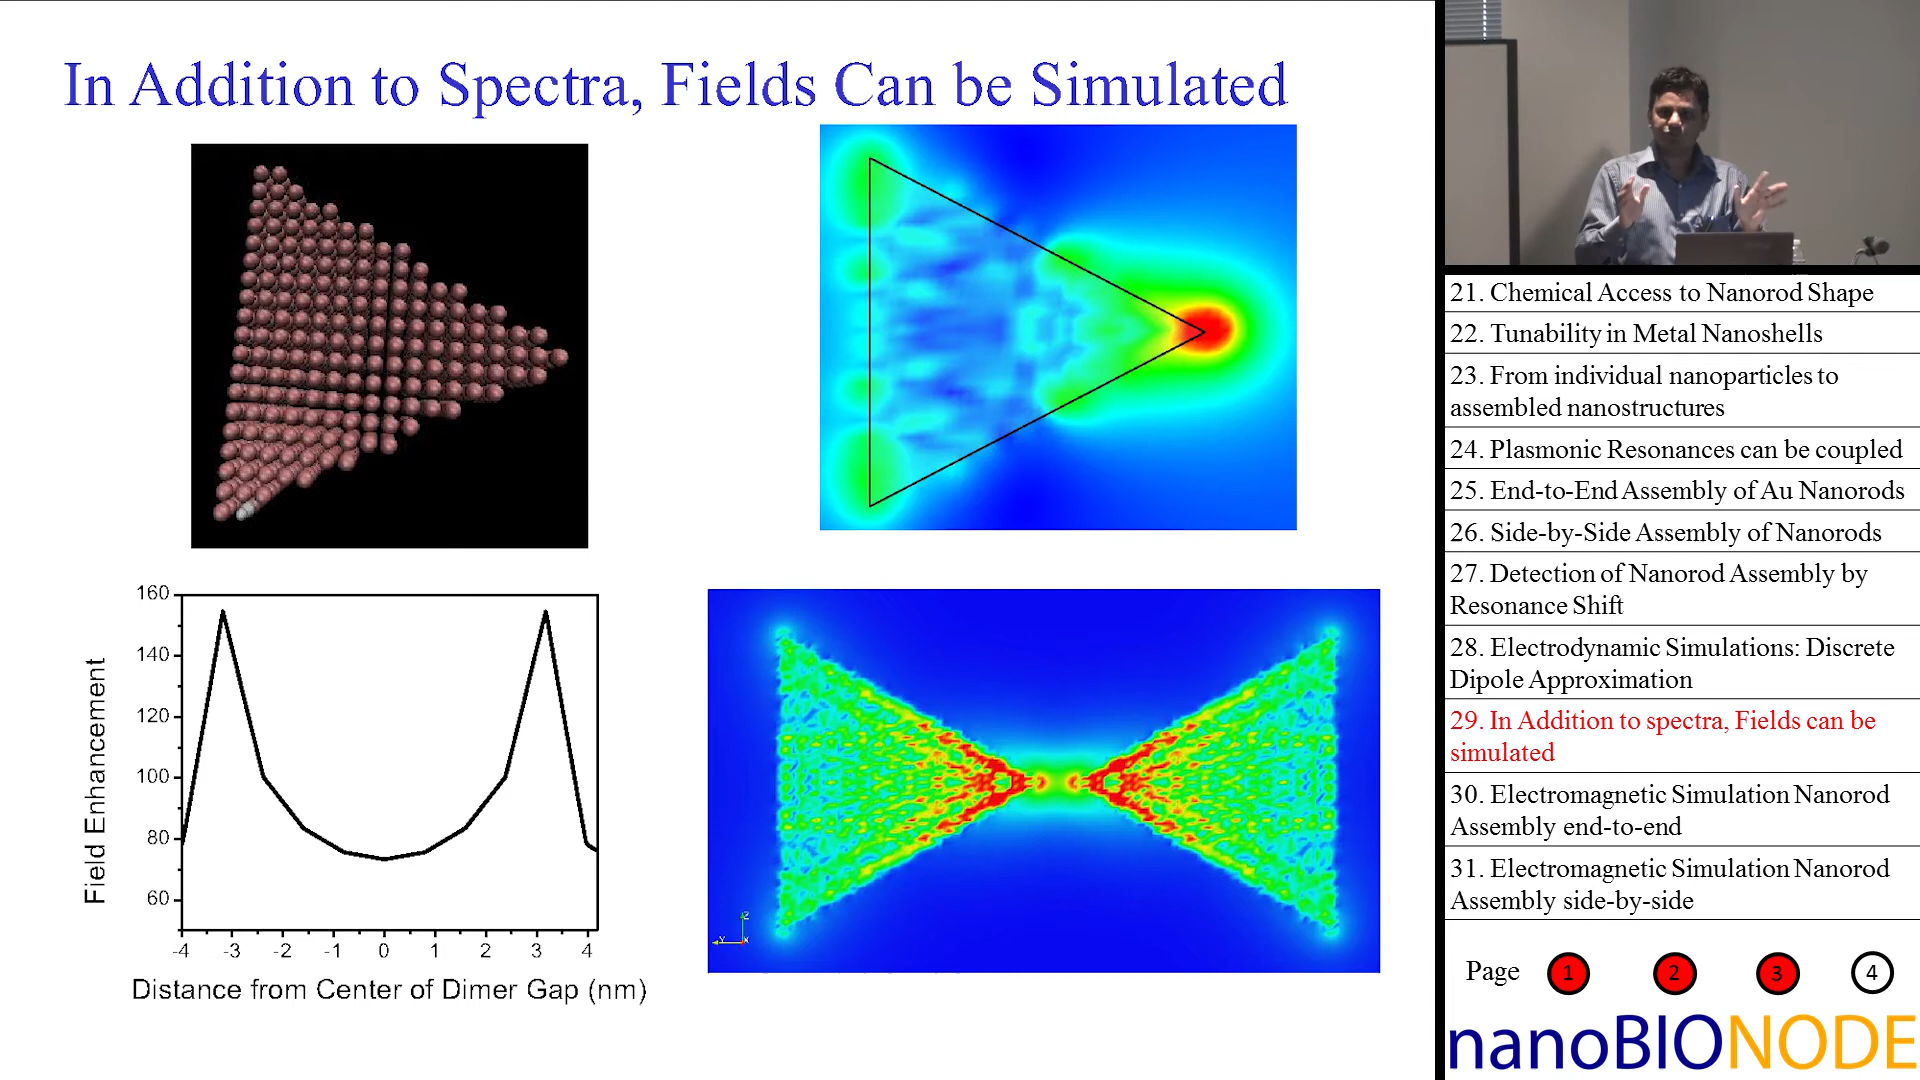 In Addition to Spectra, Fields Can be Simulated
160
140
120
100
80
60
Field Enhancement
-4 -3 -2 -1 0 1 2 3 4
Distance from Center of Dimer Gap (nm)
Z
Y
X
21. Chemical Access to Nanorod Shape
22. Tunability in Metal Nanoshells
23. From individual nanoparticles to
assembled nanostructures
24. Plasmonic Resonances can be coupled
25. End-to-End Assembly of Au Nanorods
26. Side-by-Side Assembly of Nanorods
27. Detection of Nanorod Assembly by
Resonance Shift
28. Electrodynamic Simulations: Discrete
Dipole Approximation
29. In Addition to spectra, Fields can be
simulated
30. Electromagnetic Simulation Nanorod
Assembly end-to-end
31. Electromagnetic Simulation Nanorod
Assembly side-by-side
Page 1 2 3 4
nanoBIONODE